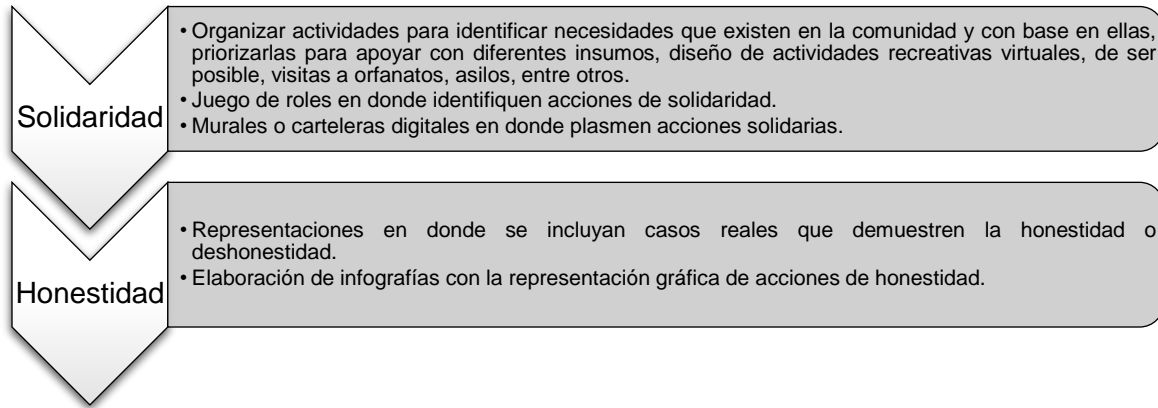 Solidaridad
• Organizar actividades para identificar necesidades que existen en la comunidad y con base en ellas,
priorizarlas para apoyar con diferentes insumos, diseño de actividades recreativas virtuales, de ser
posible, visitas a orfanatos, asilos, entre otros.
• Juego de roles en donde identifiquen acciones de solidaridad.
• Murales o carteleras digitales en donde plasmen acciones solidarias.
Honestidad
• Representaciones en donde se incluyan casos reales que demuestren la honestidad o
deshonestidad.
• Elaboración de infografías con la representación gráfica de acciones de honestidad.